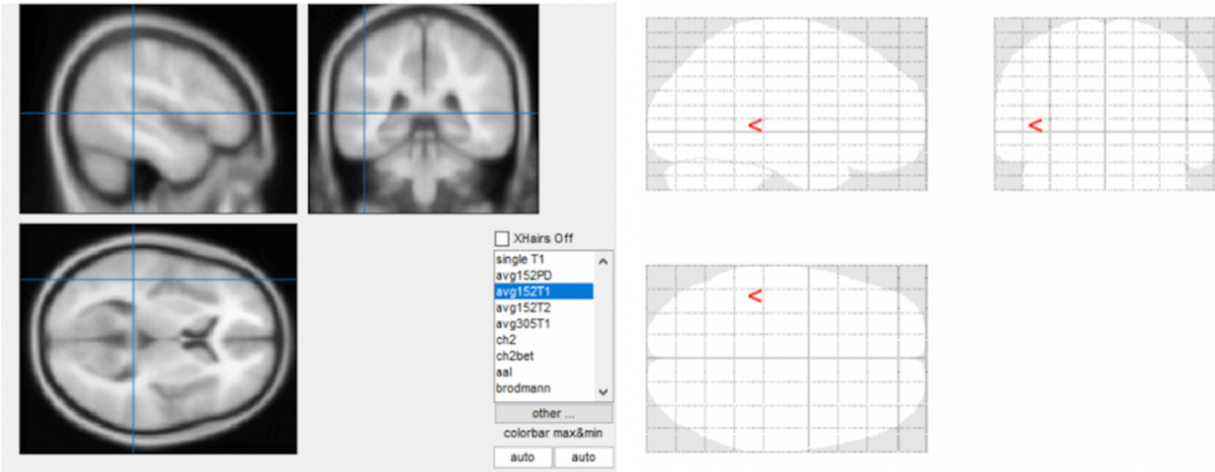 XHairs Off
single T1
avg152PD
avg152T1
avg152T2
avg305T1
ch2
ch2bet
aal
brodmann
other ...
colorbar max&min
auto auto